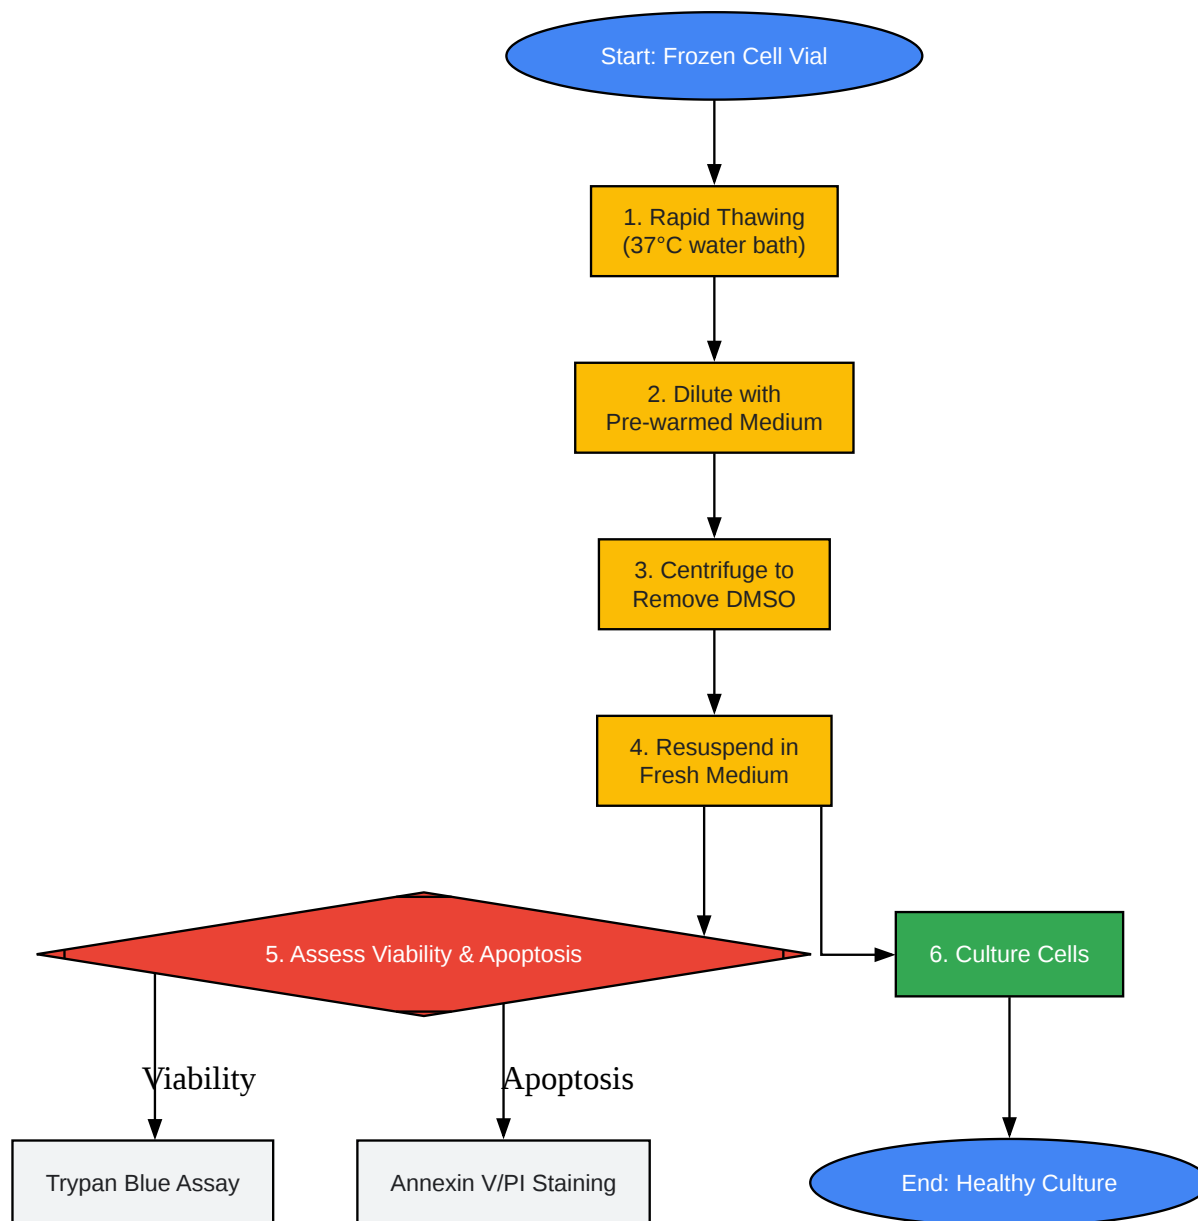 Start: Frozen Cell Vial
1. Rapid Thawing
(37°C water bath)
2. Dilute with
Pre-warmed Medium
3. Centrifuge to
Remove DMSO
4. Resuspend in
Fresh Medium
5. Assess Viability & Apoptosis
6. Culture Cells
Viability
Apoptosis
Trypan Blue Assay
Annexin V/PI Staining
End: Healthy Culture